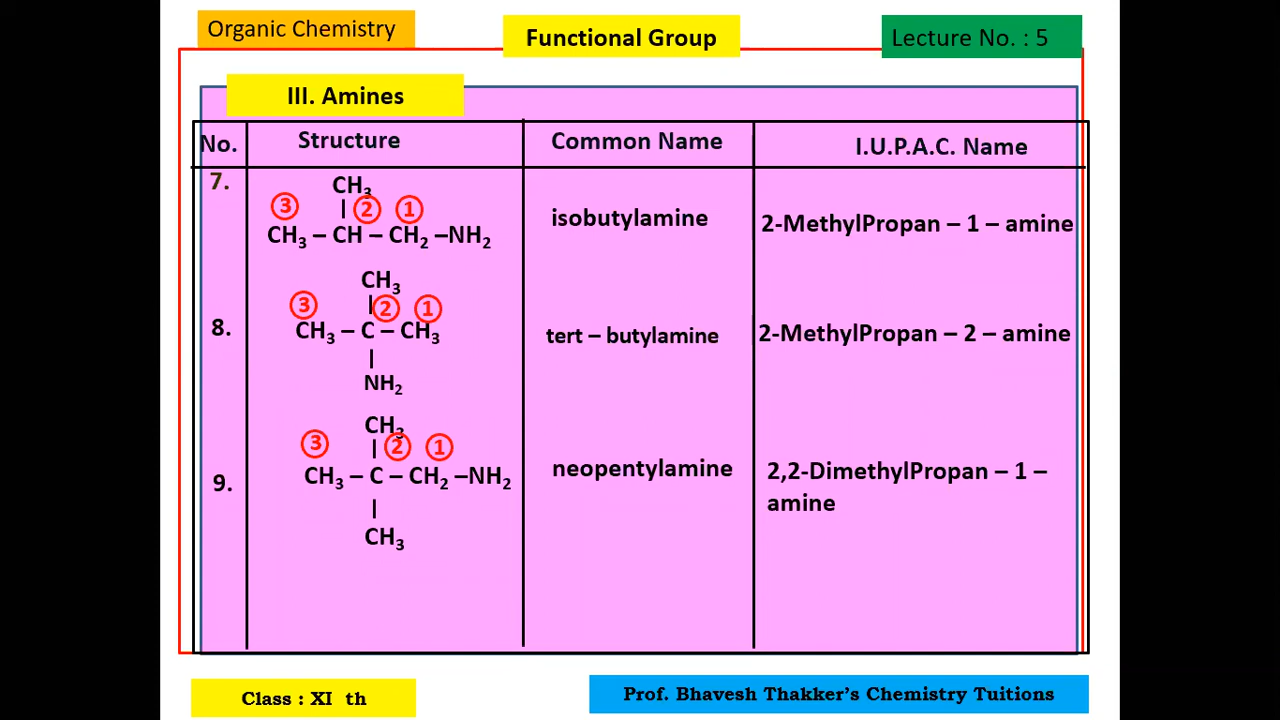 Organic Chemistry
Functional Group
Lecture No. : 5
III. Amines
No.
Structure
Common Name
I.U.P.A.C. Name
7.
CH₃
|
③ ② ①
CH₃ – CH – CH₂ –NH₂
isobutylamine
2-MethylPropan – 1 – amine
8.
CH₃
|
③ ② ①
CH₃ – C – CH₃
|
NH₂
tert – butylamine
2-MethylPropan – 2 – amine
9.
CH₃
|
③ ② ①
CH₃ – C – CH₂ –NH₂
|
CH₃
neopentylamine
2,2-DimethylPropan – 1 –
amine
Class : XI th
Prof. Bhavesh Thakker's Chemistry Tuitions